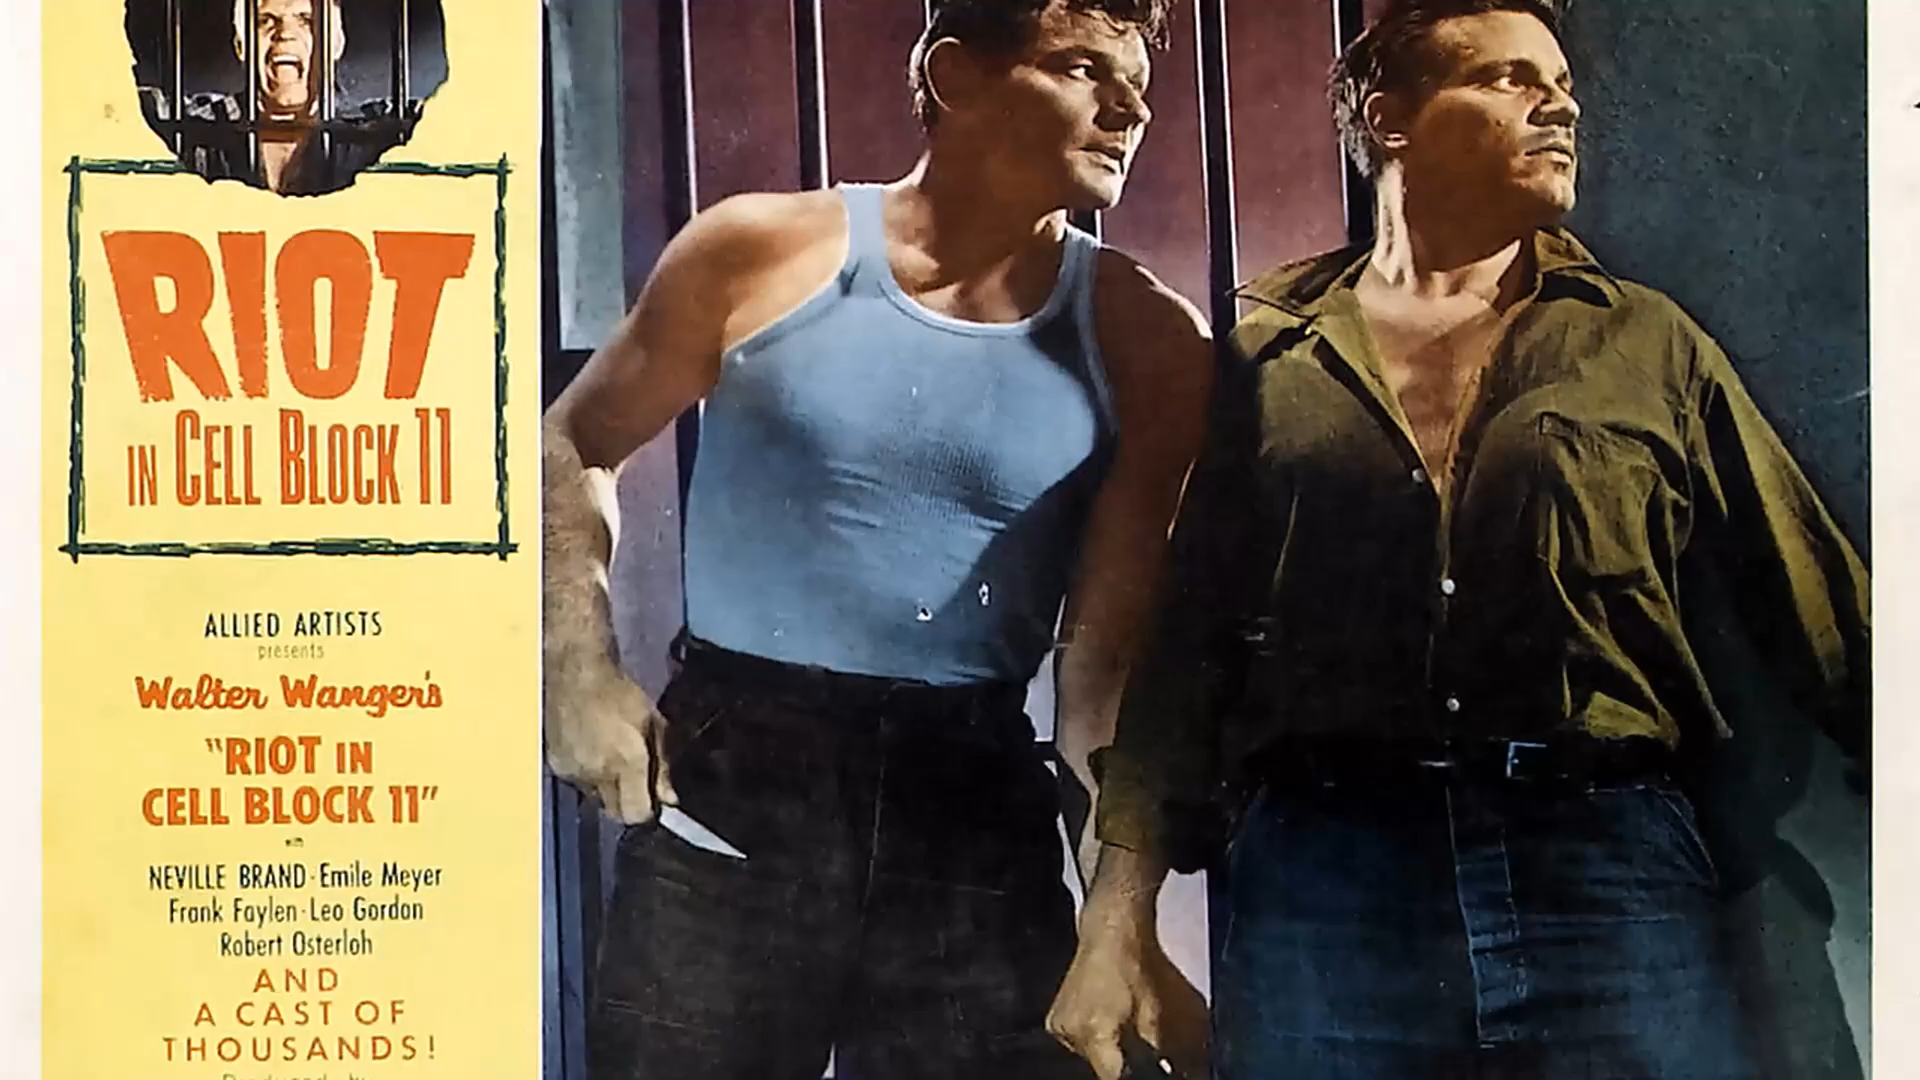 RIOT
IN CELL BLOCK 11
ALLIED ARTISTS
presents
Walter Wanger's
"RIOT IN
CELL BLOCK 11"
with
NEVILLE BRAND · Emile Meyer
Frank Faylen · Leo Gordon
Robert Osterloh
AND
A CAST OF
THOUSANDS!